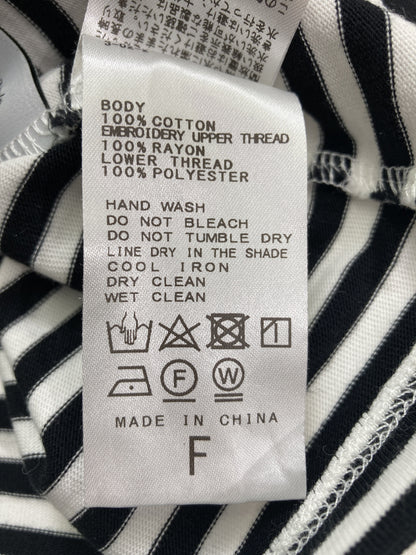 BODY
100% COTTON
EMBROIDERY UPPER THREAD
100% RAYON
LOWER THREAD
100% POLYESTER
HAND WASH
DO NOT BLEACH
DO NOT TUMBLE DRY
LINE DRY IN THE SHADE
COOL IRON
DRY CLEAN
WET CLEAN
F
W
MADE IN CHINA
F